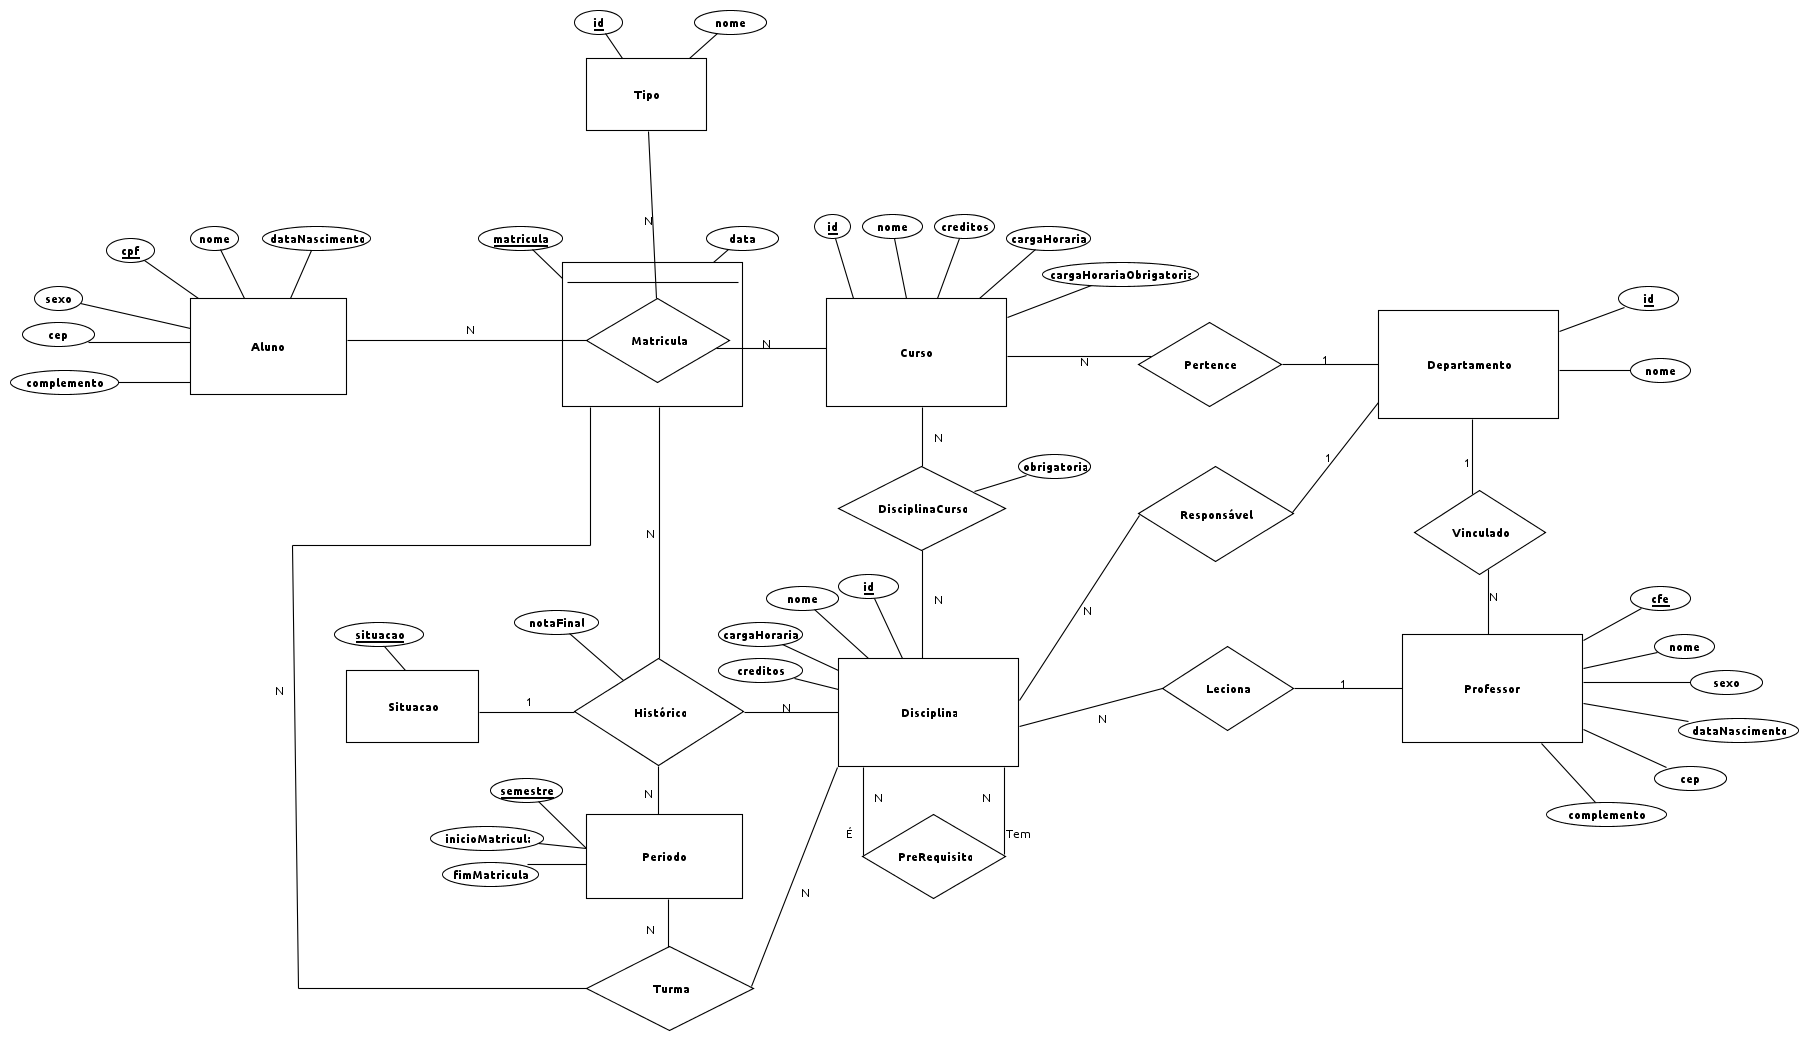 id
nome
Tipo
N
matricula
data
id
nome
creditos
cargaHoraria
cargaHorariaObrigatoria
cpf
nome
dataNascimento
sexo
cep
complemento
Aluno
N
Matricula
N
Curso
N
Pertence
1
Departamento
id
nome
N
DisciplinaCurso
obrigatoria
N
Responsável
1
N
1
Vinculado
N
N
situacao
Situacao
1
notaFinal
Histórico
N
nome
id
cargaHoraria
creditos
Disciplina
N
Leciona
1
Professor
cfe
nome
sexo
dataNascimento
cep
complemento
N
N
semestre
inicioMatricul
fimMatricula
Periodo
N
N
É
Tem
PreRequisito
N
N
Turma